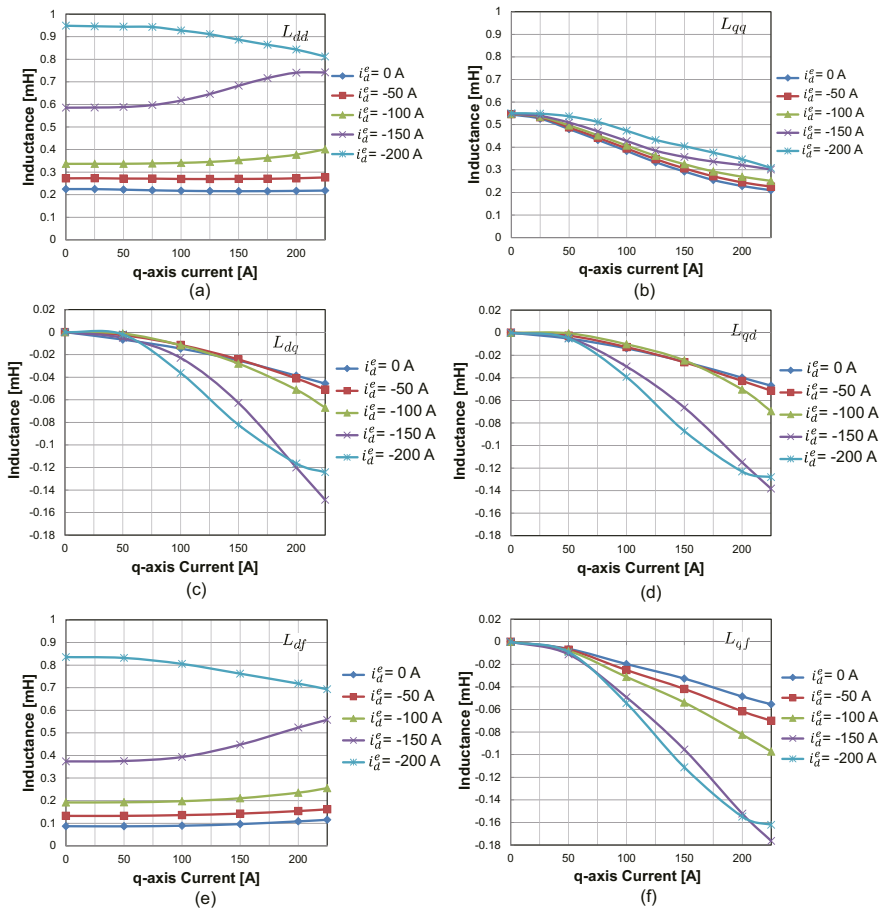 Inductance [mH]
1
0.9
0.8
0.7
0.6
0.5
0.4
0.3
0.2
0.1
0
0 50 100 150 200
q-axis current [A]
L_dd
i_d^e= 0 A
i_d^e= -50 A
i_d^e= -100 A
i_d^e= -150 A
i_d^e= -200 A
(a)
Inductance [mH]
1
0.9
0.8
0.7
0.6
0.5
0.4
0.3
0.2
0.1
0
0 50 100 150 200
q-axis current [A]
L_qq
i_d^e= 0 A
i_d^e= -50 A
i_d^e= -100 A
i_d^e= -150 A
i_d^e= -200 A
(b)
Inductance [mH]
0.02
0
-0.02
-0.04
-0.06
-0.08
-0.1
-0.12
-0.14
-0.16
-0.18
0 50 100 150 200
q-axis Current [A]
L_dq
i_d^e= 0 A
i_d^e= -50 A
i_d^e= -100 A
i_d^e= -150 A
i_d^e= -200 A
(c)
Inductance [mH]
0.02
0
-0.02
-0.04
-0.06
-0.08
-0.1
-0.12
-0.14
-0.16
-0.18
0 50 100 150 200
q-axis Current [A]
L_qd
i_d^e= 0 A
i_d^e= -50 A
i_d^e= -100 A
i_d^e= -150 A
i_d^e= -200 A
(d)
Inductance [mH]
1
0.9
0.8
0.7
0.6
0.5
0.4
0.3
0.2
0.1
0
0 50 100 150 200
q-axis Current [A]
L_df
i_d^e= 0 A
i_d^e= -50 A
i_d^e= -100 A
i_d^e= -150 A
i_d^e= -200 A
(e)
Inductance [mH]
0.02
0
-0.02
-0.04
-0.06
-0.08
-0.1
-0.12
-0.14
-0.16
-0.18
0 50 100 150 200
q-axis Current [A]
L_qf
i_d^e= 0 A
i_d^e= -50 A
i_d^e= -100 A
i_d^e= -150 A
i_d^e= -200 A
(f)